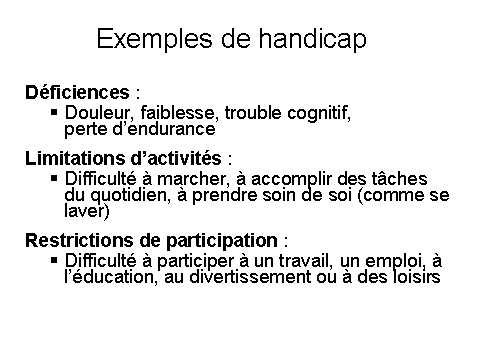 Exemples de handicap
Déficiences :
▪ Douleur, faiblesse, trouble cognitif,
perte d’endurance
Limitations d’activités :
▪ Difficulté à marcher, à accomplir des tâches
du quotidien, à prendre soin de soi (comme se
laver)
Restrictions de participation :
▪ Difficulté à participer à un travail, un emploi, à
l’éducation, au divertissement ou à des loisirs